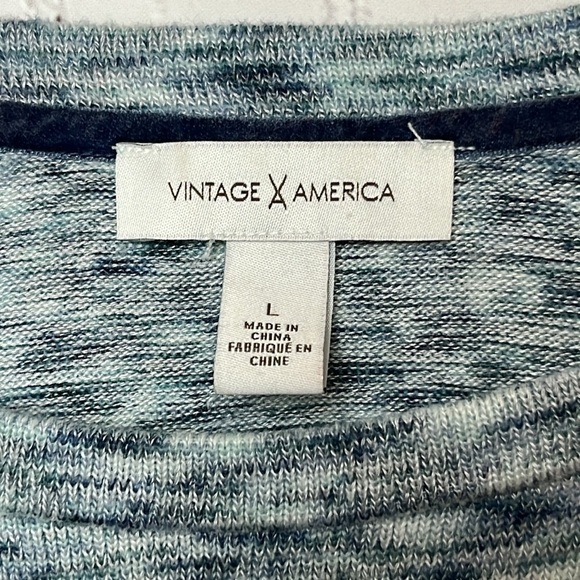 VINTAGE AMERICA
L
MADE IN
CHINA
FABRIQUÉ EN
CHINE